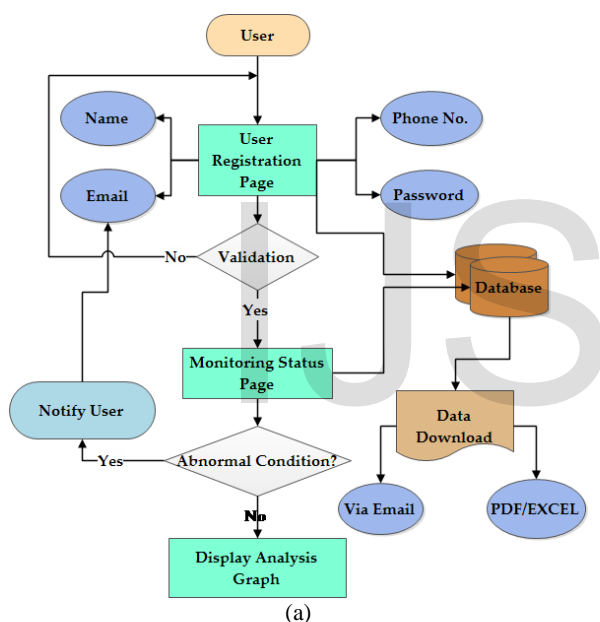 User
Name
User
Registration
Page
Phone No.
Email
Password
No
Validation
Database
Yes
Monitoring Status
Page
Notify User
Data
Download
Yes
Abnormal Condition?
Via Email
PDF/EXCEL
No
Display Analysis
Graph
(a)
IJS